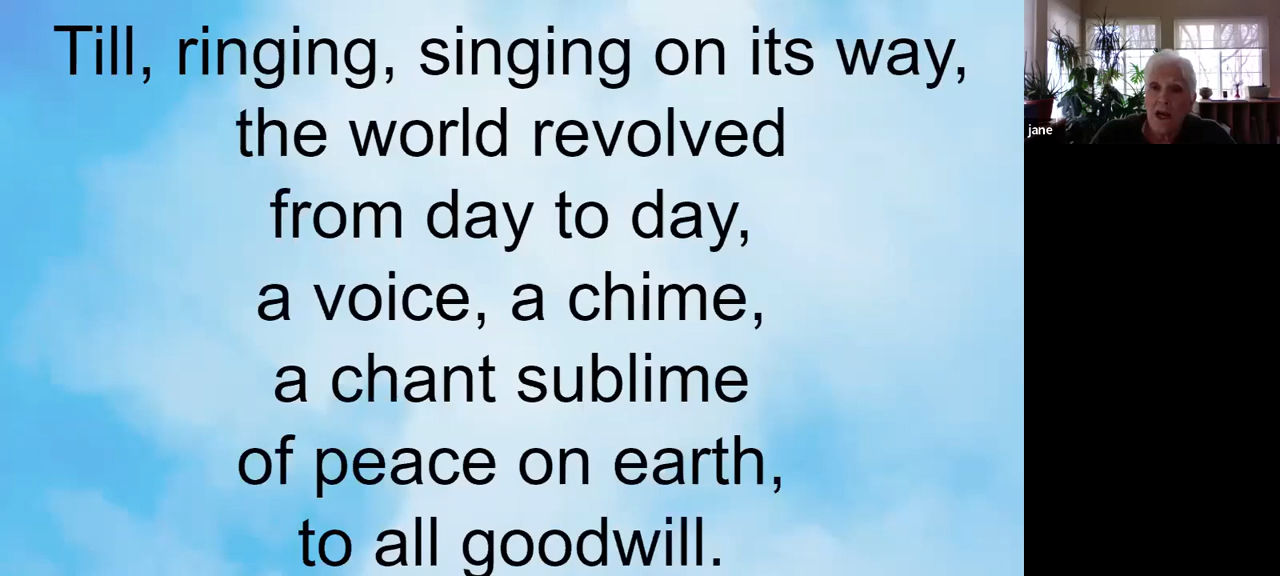 Till, ringing, singing on its way,
the world revolved
from day to day,
a voice, a chime,
a chant sublime
of peace on earth,
to all goodwill.
jane